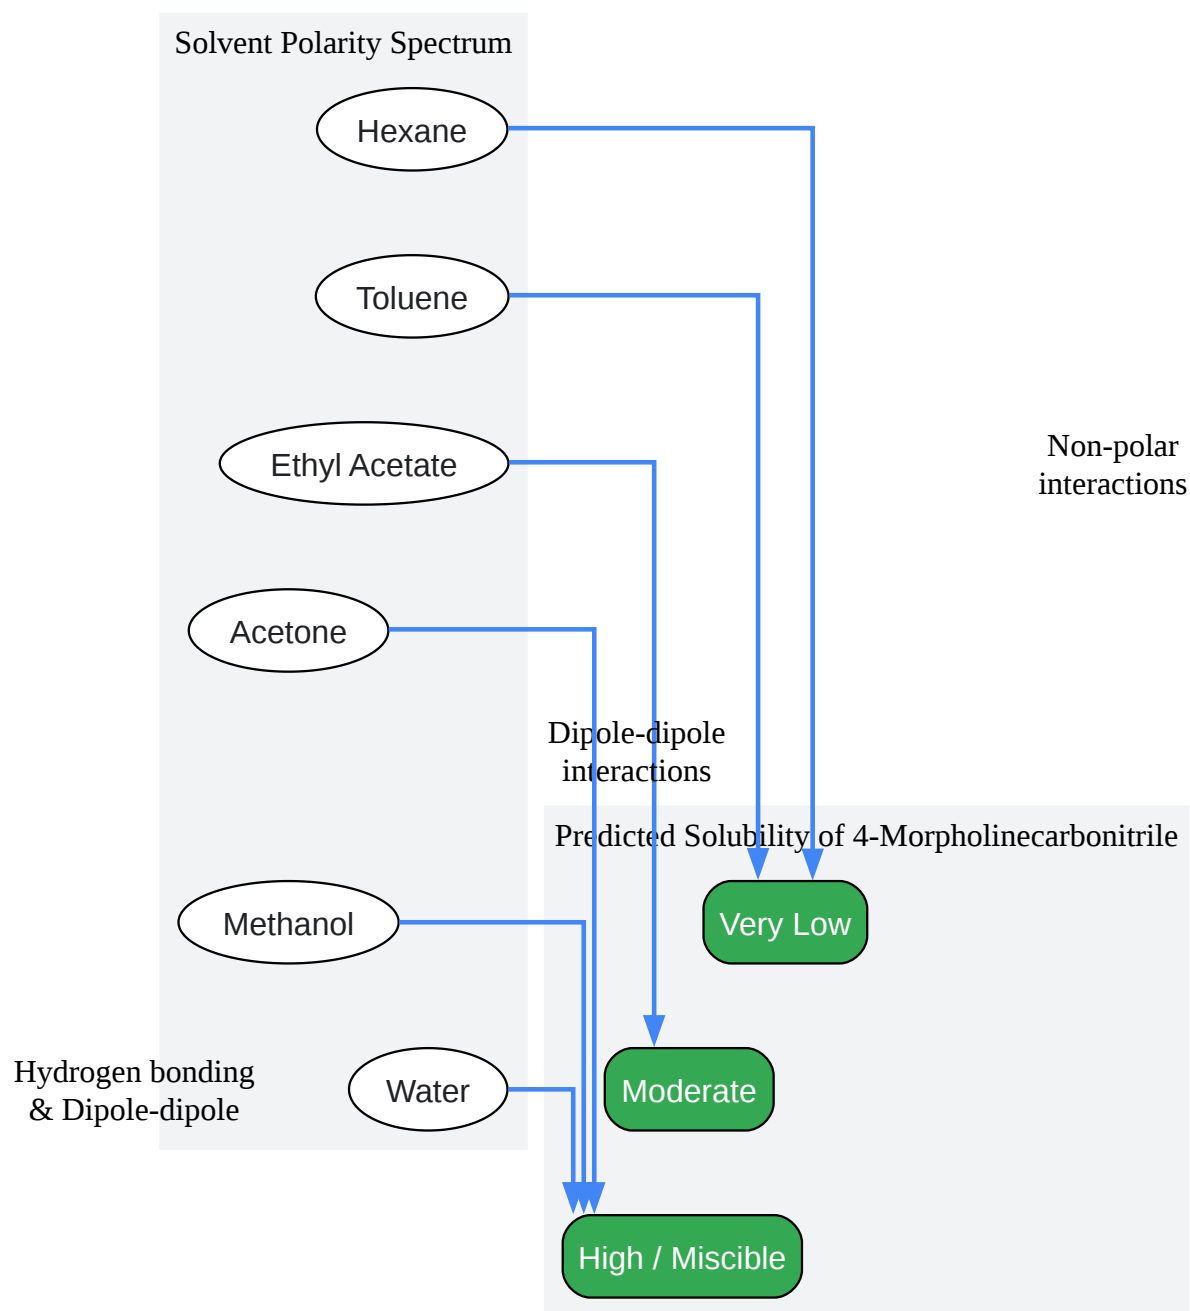 Solvent Polarity Spectrum
Hexane
Toluene
Ethyl Acetate
Non-polar
interactions
Acetone
Dipole-dipole
interactions
Predicted Solubility of 4-Morpholinecarbonitrile
Methanol
Very Low
Hydrogen bonding
& Dipole-dipole
Water
Moderate
High / Miscible